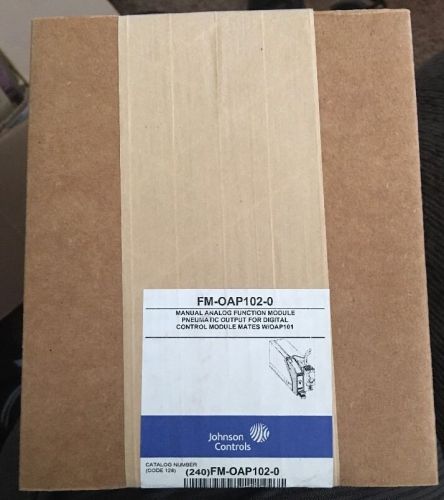 FM-OAP102-0
MANUAL ANALOG FUNCTION MODULE
PNEUMATIC OUTPUT FOR DIGITAL
CONTROL MODULE MATES W/OAP101
Johnson
Controls
CATALOG NUMBER
(CODE 128) (240)FM-OAP102-0